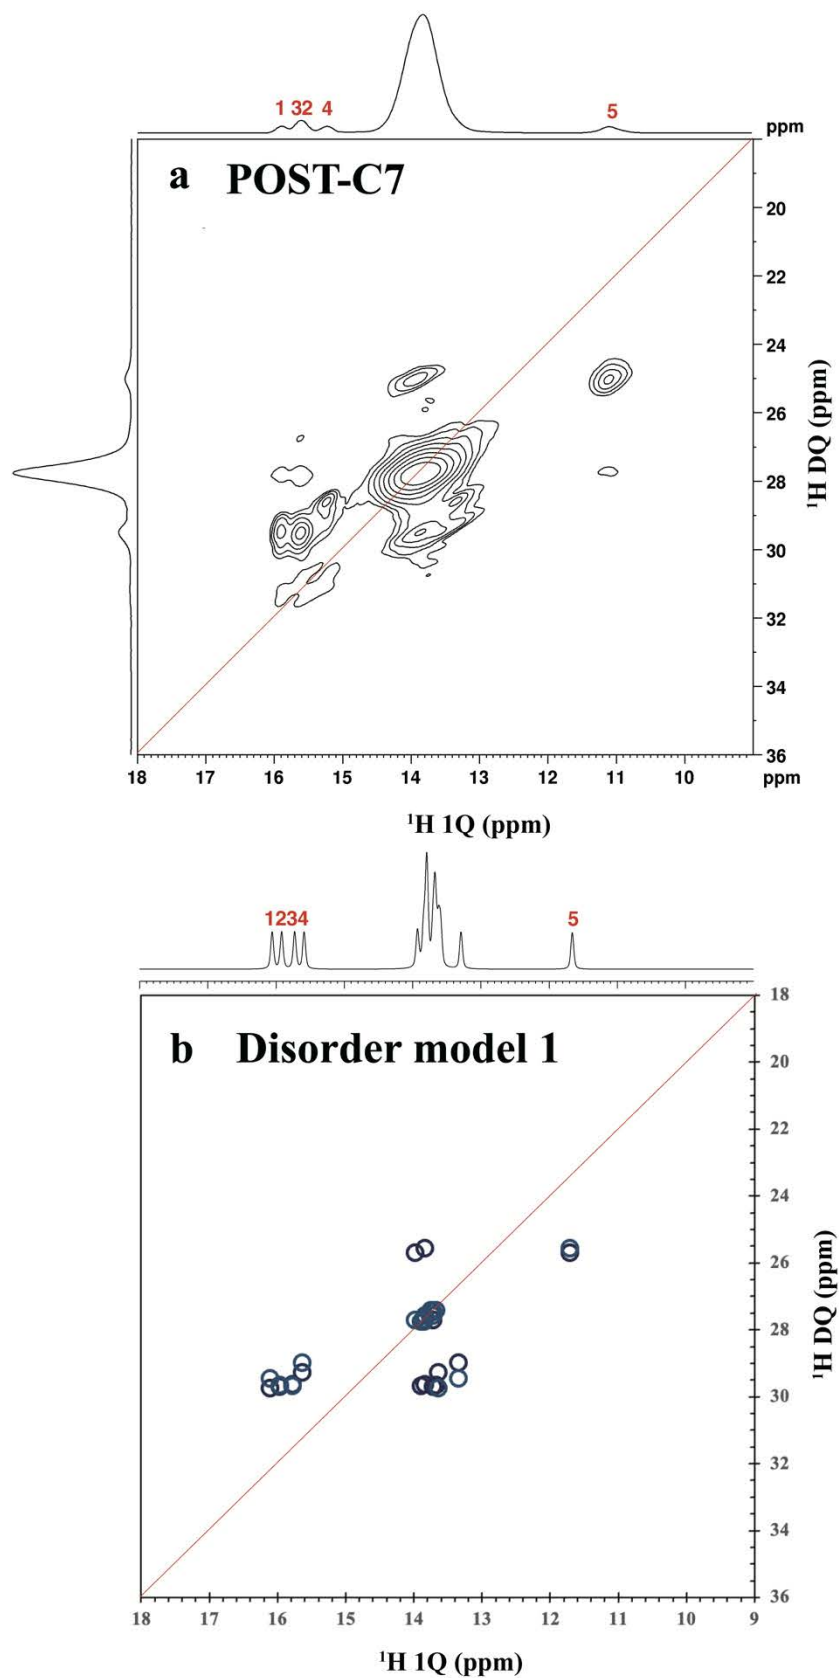 1 32 4
5
ppm
a POST-C7
20
22
24
26
28
30
32
34
36
¹H DQ (ppm)
18 17 16 15 14 13 12 11 10 ppm
¹H 1Q (ppm)
1234
5
b Disorder model 1
18
20
22
24
26
28
30
32
34
36
¹H DQ (ppm)
18 17 16 15 14 13 12 11 10 9
¹H 1Q (ppm)